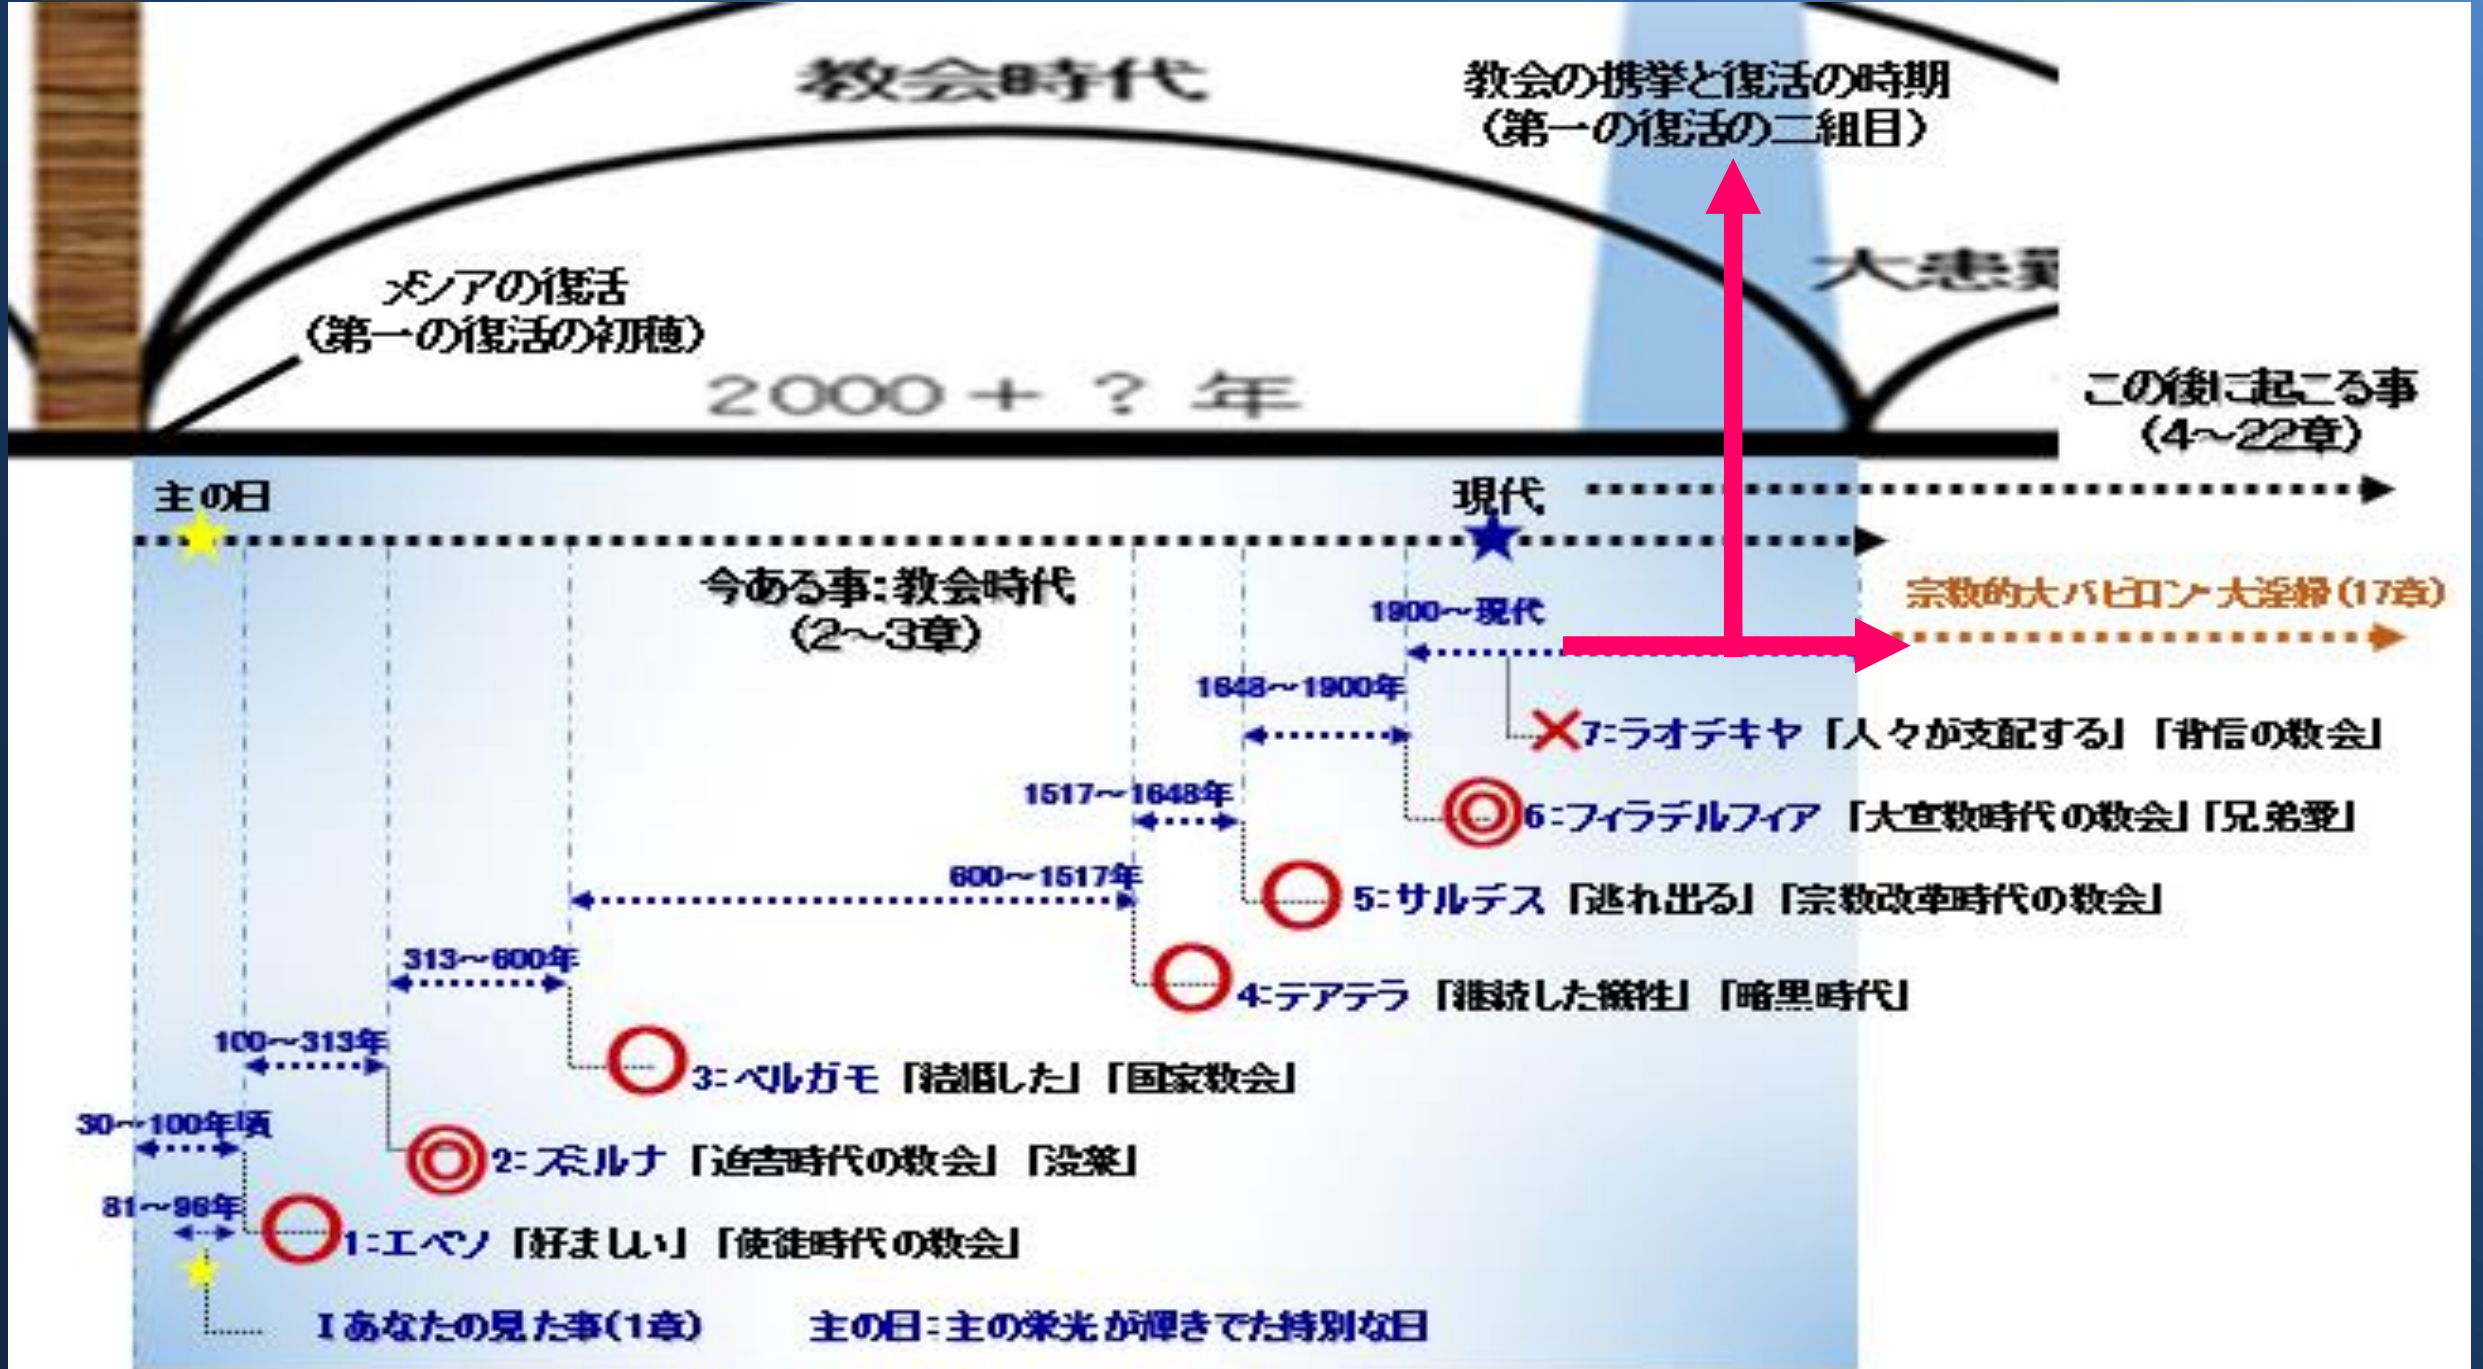 教会時代
教会の携挙と復活の時期
（第一の復活の二組目）
大患難
メシアの復活
（第一の復活の初穂）
2000＋？年
この後に起こる事
（4～22章）
主の日
現代
今ある事：教会時代
（2～3章）
宗教的大バビロン・大淫婦（17章）
1900～現代
1648～1900年
7：ラオデキヤ「人々が支配する」「背信の教会」
1517～1648年
6：フィラデルフィア「大宣教時代の教会」「兄弟愛」
600～1517年
5：サルデス「逃れ出る」「宗教改革時代の教会」
313～600年
4：テアテラ「継続した犠牲」「暗黒時代」
100～313年
3：ペルガモ「結婚した」「国家教会」
30～100年頃
2：スミルナ「迫害時代の教会」「没薬」
81～96年
1：エペソ「好ましい」「使徒時代の教会」
Ⅰあなたの見た事（1章）　主の日：主の栄光が輝きでた特別な日